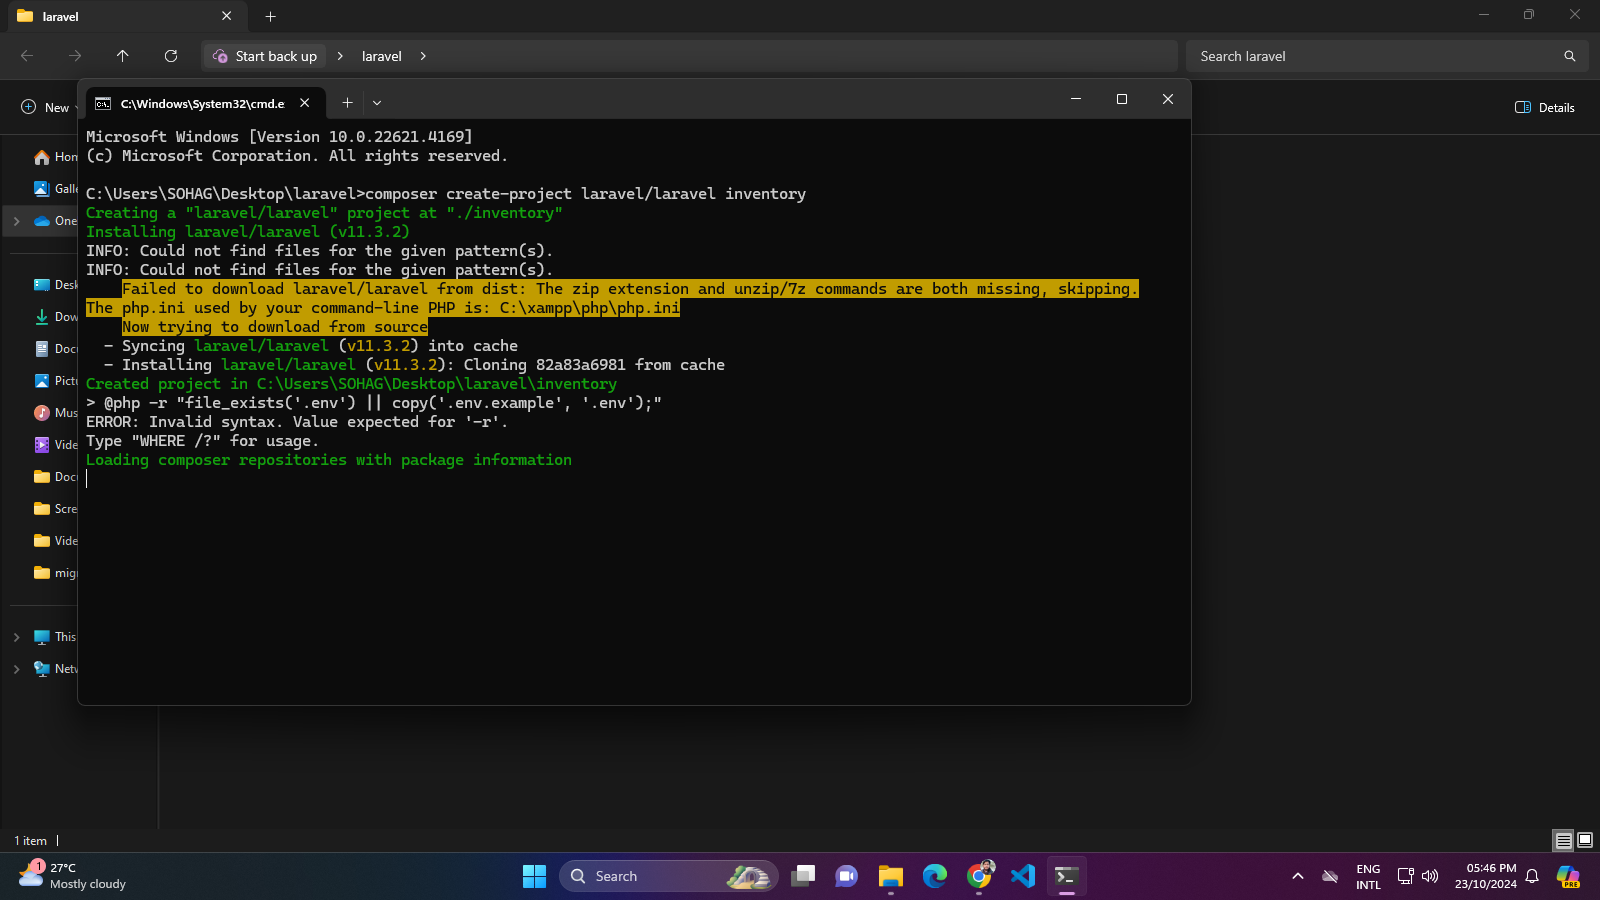 laravel
Start back up
laravel
Search laravel
New
Details
C:\Windows\System32\cmd.e
Microsoft Windows [Version 10.0.22621.4169]
(c) Microsoft Corporation. All rights reserved.
C:\Users\SOHAG\Desktop\laravel>composer create-project laravel/laravel inventory
Creating a "laravel/laravel" project at "./inventory"
Installing laravel/laravel (v11.3.2)
INFO: Could not find files for the given pattern(s).
INFO: Could not find files for the given pattern(s).
Failed to download laravel/laravel from dist: The zip extension and unzip/7z commands are both missing, skipping.
The php.ini used by your command-line PHP is: C:\xampp\php\php.ini
Now trying to download from source
- Syncing laravel/laravel (v11.3.2) into cache
- Installing laravel/laravel (v11.3.2): Cloning 82a83a6981 from cache
Created project in C:\Users\SOHAG\Desktop\laravel\inventory
> @php -r "file_exists('.env') || copy('.env.example', '.env');"
ERROR: Invalid syntax. Value expected for '-r'.
Type "WHERE /?" for usage.
Loading composer repositories with package information
Hom
Galle
One
Desk
Dow
Docu
Pictu
Mus
Vide
Docu
Scre
Vide
migr
This
Netw
1 item
1
27°C
Mostly cloudy
Search
ENG
INTL
05:46 PM
23/10/2024
PRE